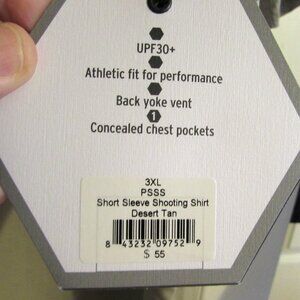 UPF30+
Athletic fit for performance
Back yoke vent
1
Concealed chest pockets
3XL
PSSS
Short Sleeve Shooting Shirt
Desert Tan
8 43232 09752 9
$ 55